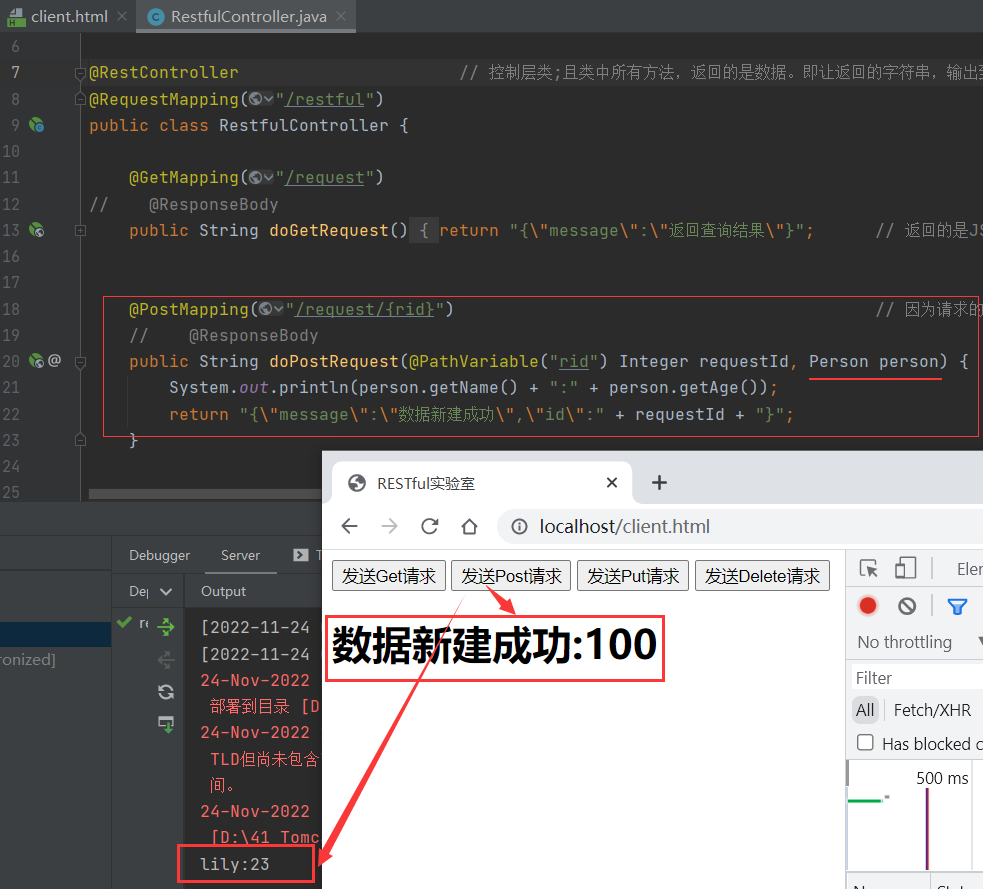 client.html
RestfulController.java
6
7 @RestController // 控制层类;且类中所有方法，返回的是数据。即让返回的字符串，输出到
8 @RequestMapping("/restful")
9 public class RestfulController {
10
11 @GetMapping("/request")
12 // @ResponseBody
13 public String doGetRequest() { return "{\"message\":\"返回查询结果\"}"; // 返回的是JS
16
17
18 @PostMapping("/request/{rid}") // 因为请求的
19 // @ResponseBody
20 public String doPostRequest(@PathVariable("rid") Integer requestId, Person person) {
21 System.out.println(person.getName() + ":" + person.getAge());
22 return "{\"message\":\"数据新建成功\",\"id\":" + requestId + "}";
23 }
24
25
RESTful实验室
localhost/client.html
发送Get请求 发送Post请求 发送Put请求 发送Delete请求
数据新建成功:100
Eler
No throttling
Filter
All Fetch/XHR
Has blocked c
500 ms
Debugger Server T
Dep Output
re
ronized]
[2022-11-24
[2022-11-24
24-Nov-2022
部署到目录 [D
24-Nov-2022
TLD但尚未包含
间。
24-Nov-2022
[D:\41 Tomc
lily:23